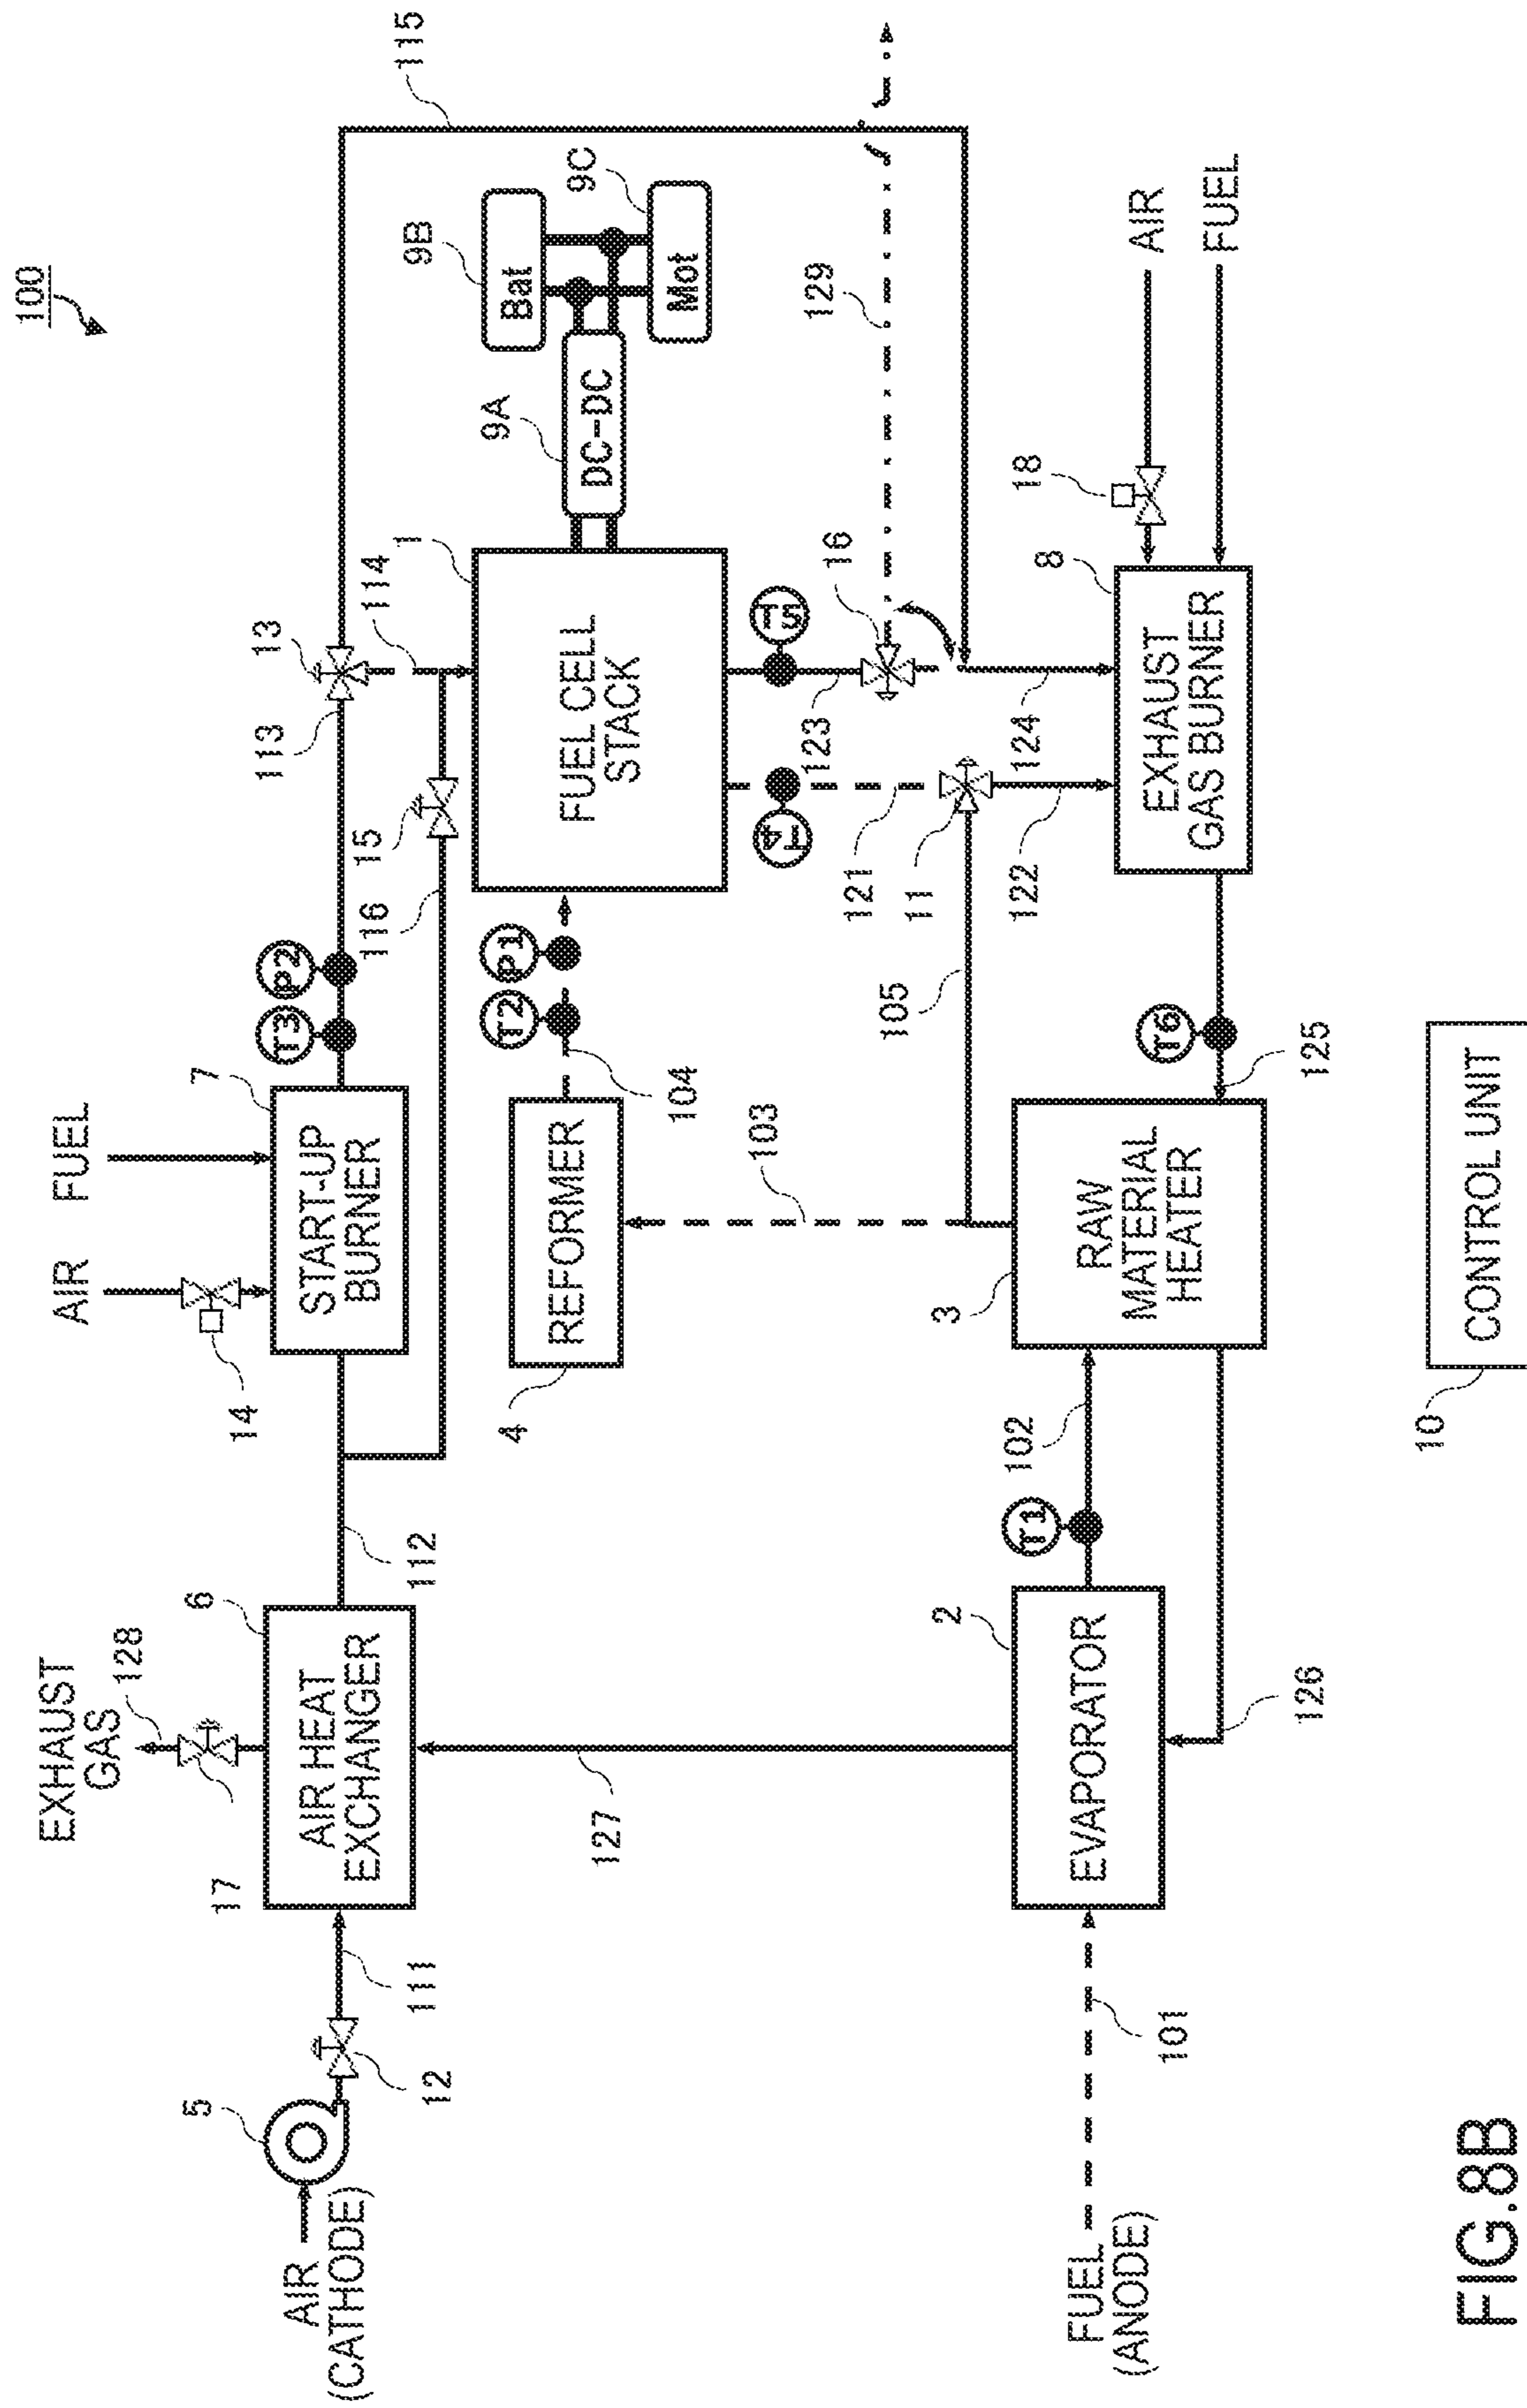 100
EXHAUST
GAS
128
17
AIR
FUEL
14
7
START-UP
BURNER
T3
P2
113
13
115
5
AIR
(CATHODE)
12
111
6
AIR HEAT
EXCHANGER
112
116
15
114
1
FUEL CELL
STACK
9A
DC-DC
9B
Bat
9C
Mot
4
REFORMER
104
T2
P1
127
103
105
T4
121
11
122
T5
123
16
124
129
FUEL
(ANODE)
101
2
EVAPORATOR
T1
102
3
RAW
MATERIAL
HEATER
126
T6
125
8
EXHAUST
GAS BURNER
18
AIR
FUEL
10
CONTROL UNIT
FIG.8B